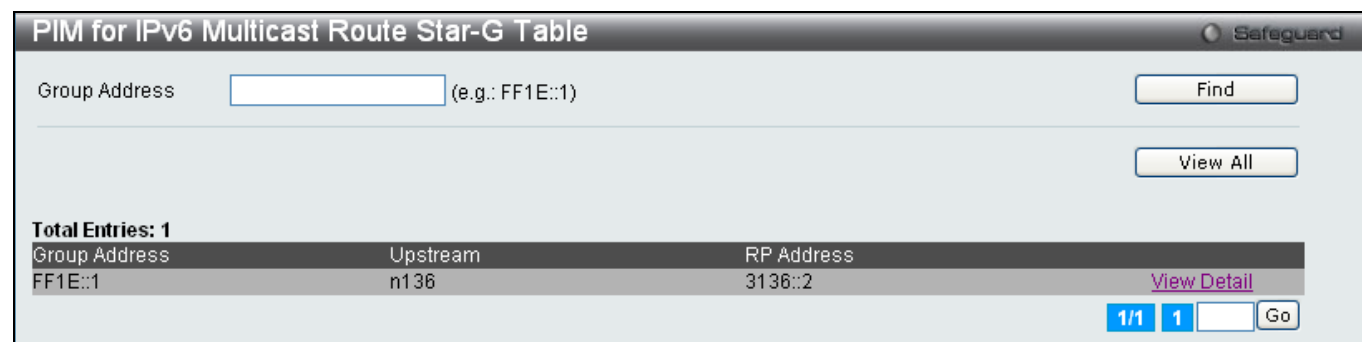 PIM for IPv6 Multicast Route Star-G Table Safeguard
Group Address (e.g.: FF1E::1) Find
View All
Total Entries: 1
Group Address Upstream RP Address
FF1E::1 n136 3136::2 View Detail
1/1 1 Go